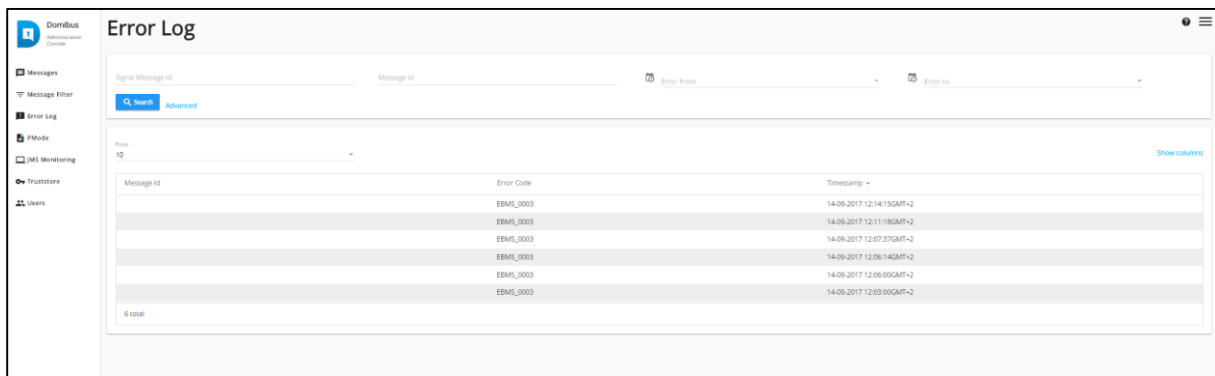 Domibus
Administration
Console
Error Log
Messages
Message Filter
Error Log
PMode
JMS Monitoring
Truststore
Users
Signal Message Id
Message Id
Error from:
Error to:
Search
Advanced
Rows
10
Show columns
Message Id Error Code Timestamp
EBMS_0003 14-09-2017 12:14:15GMT+2
EBMS_0003 14-09-2017 12:11:18GMT+2
EBMS_0003 14-09-2017 12:07:37GMT+2
EBMS_0003 14-09-2017 12:06:14GMT+2
EBMS_0003 14-09-2017 12:06:00GMT+2
EBMS_0003 14-09-2017 12:03:00GMT+2
6 total